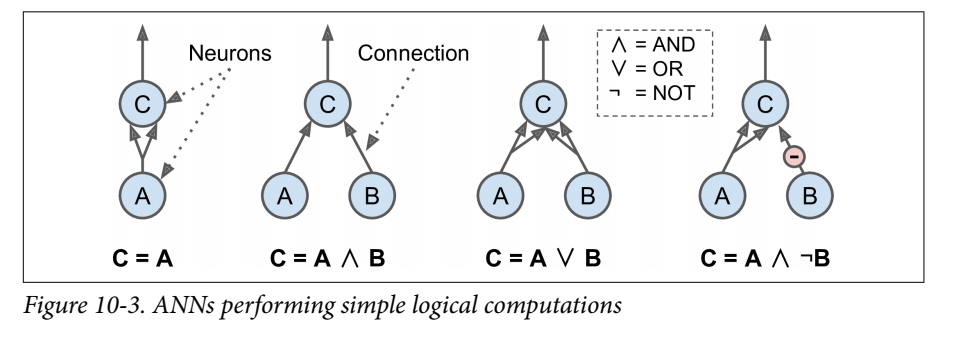 Neurons
Connection
∧ = AND
∨ = OR
¬ = NOT
C
C
C
C
-
A
A
B
A
B
A
B
C = A
C = A ∧ B
C = A ∨ B
C = A ∧ ¬B
Figure 10-3. ANNs performing simple logical computations